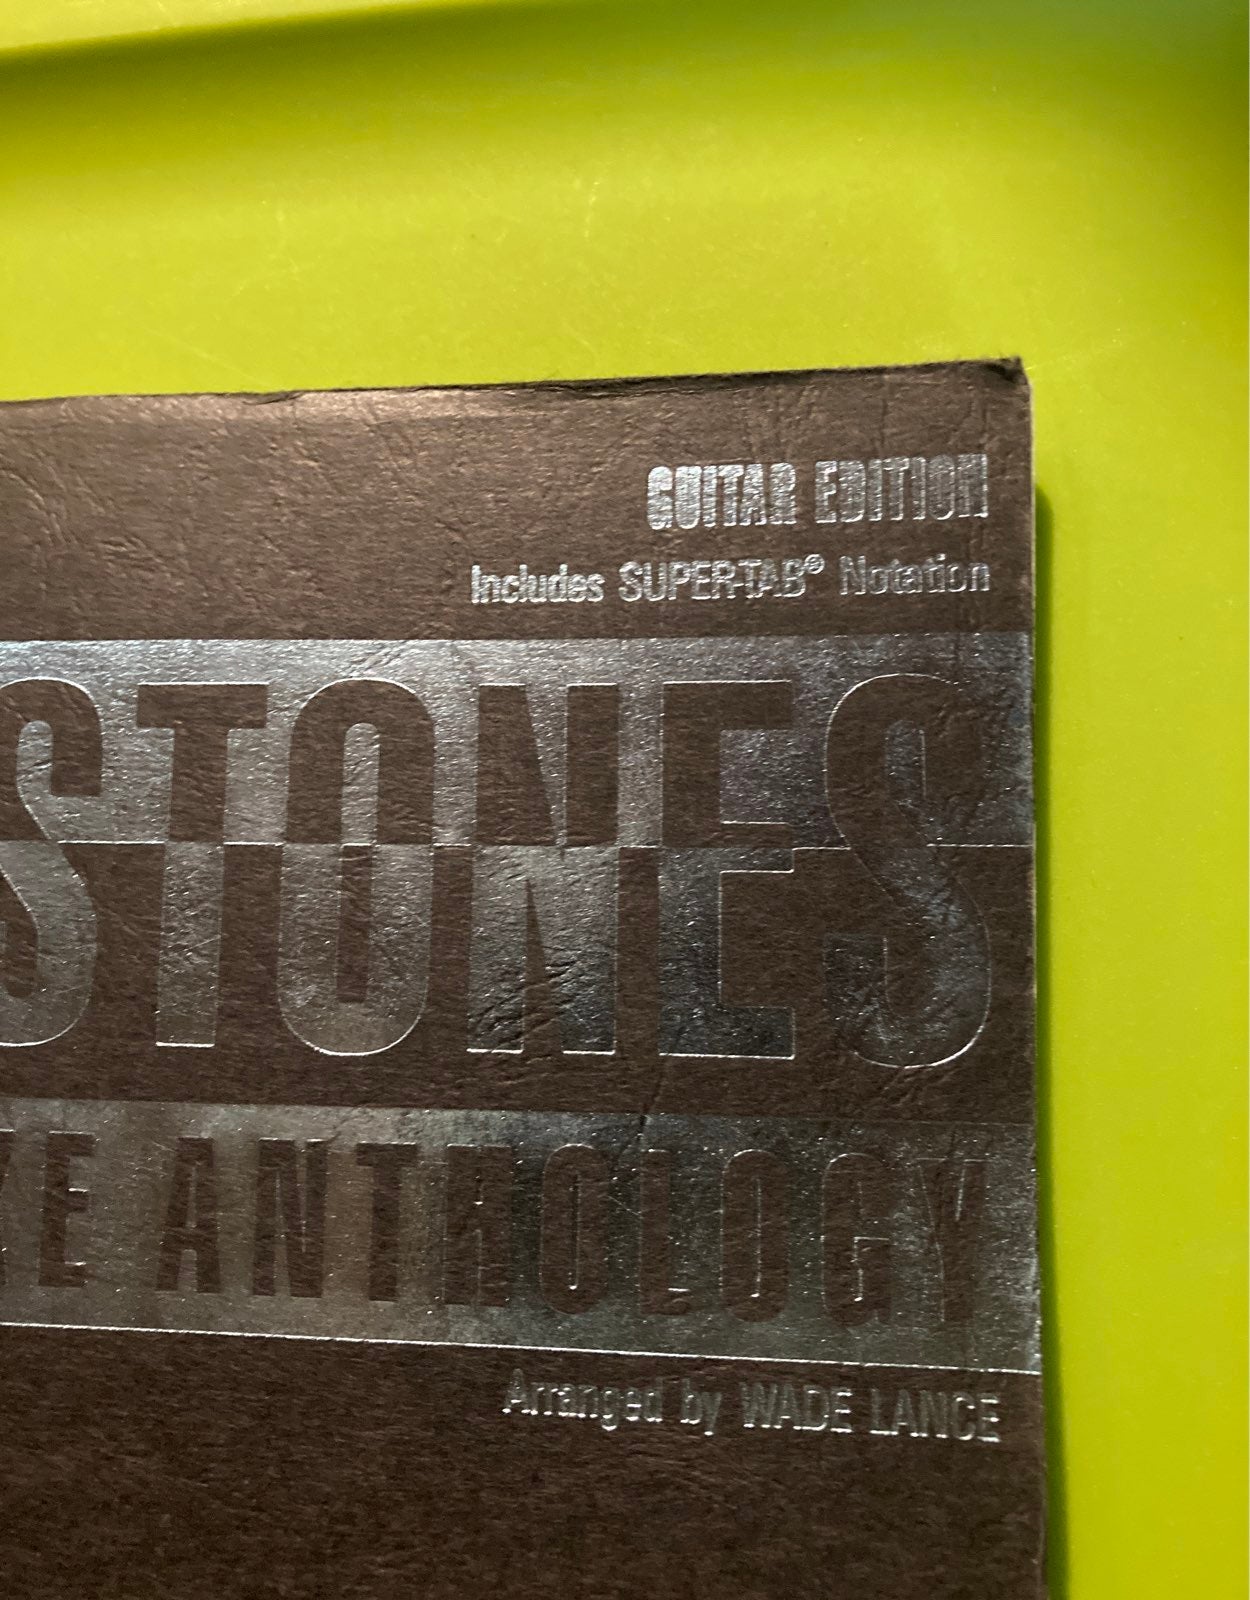 GUITAR EDITION
Includes SUPER-TAB® Notation
STONES
ANTHOLOGY
Arranged by WADE LANCE